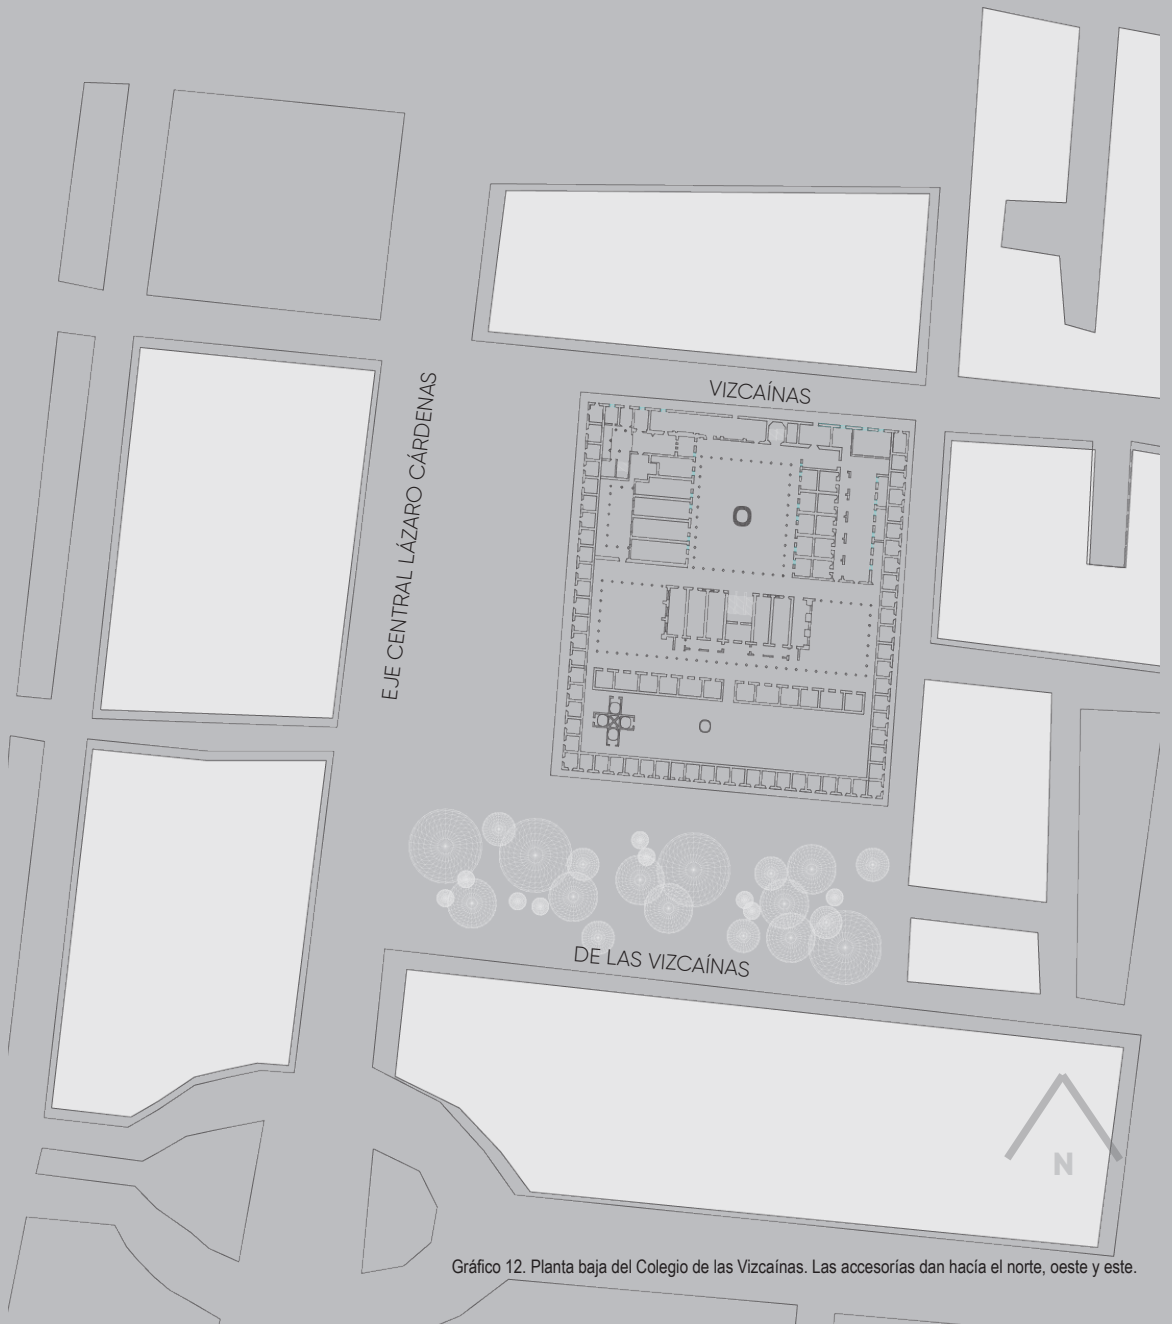 VIZCAÍNAS
EJE CENTRAL LÁZARO CÁRDENAS
DE LAS VIZCAÍNAS
N
Gráfico 12. Planta baja del Colegio de las Vizcaínas. Las accesorías dan hacía el norte, oeste y este.